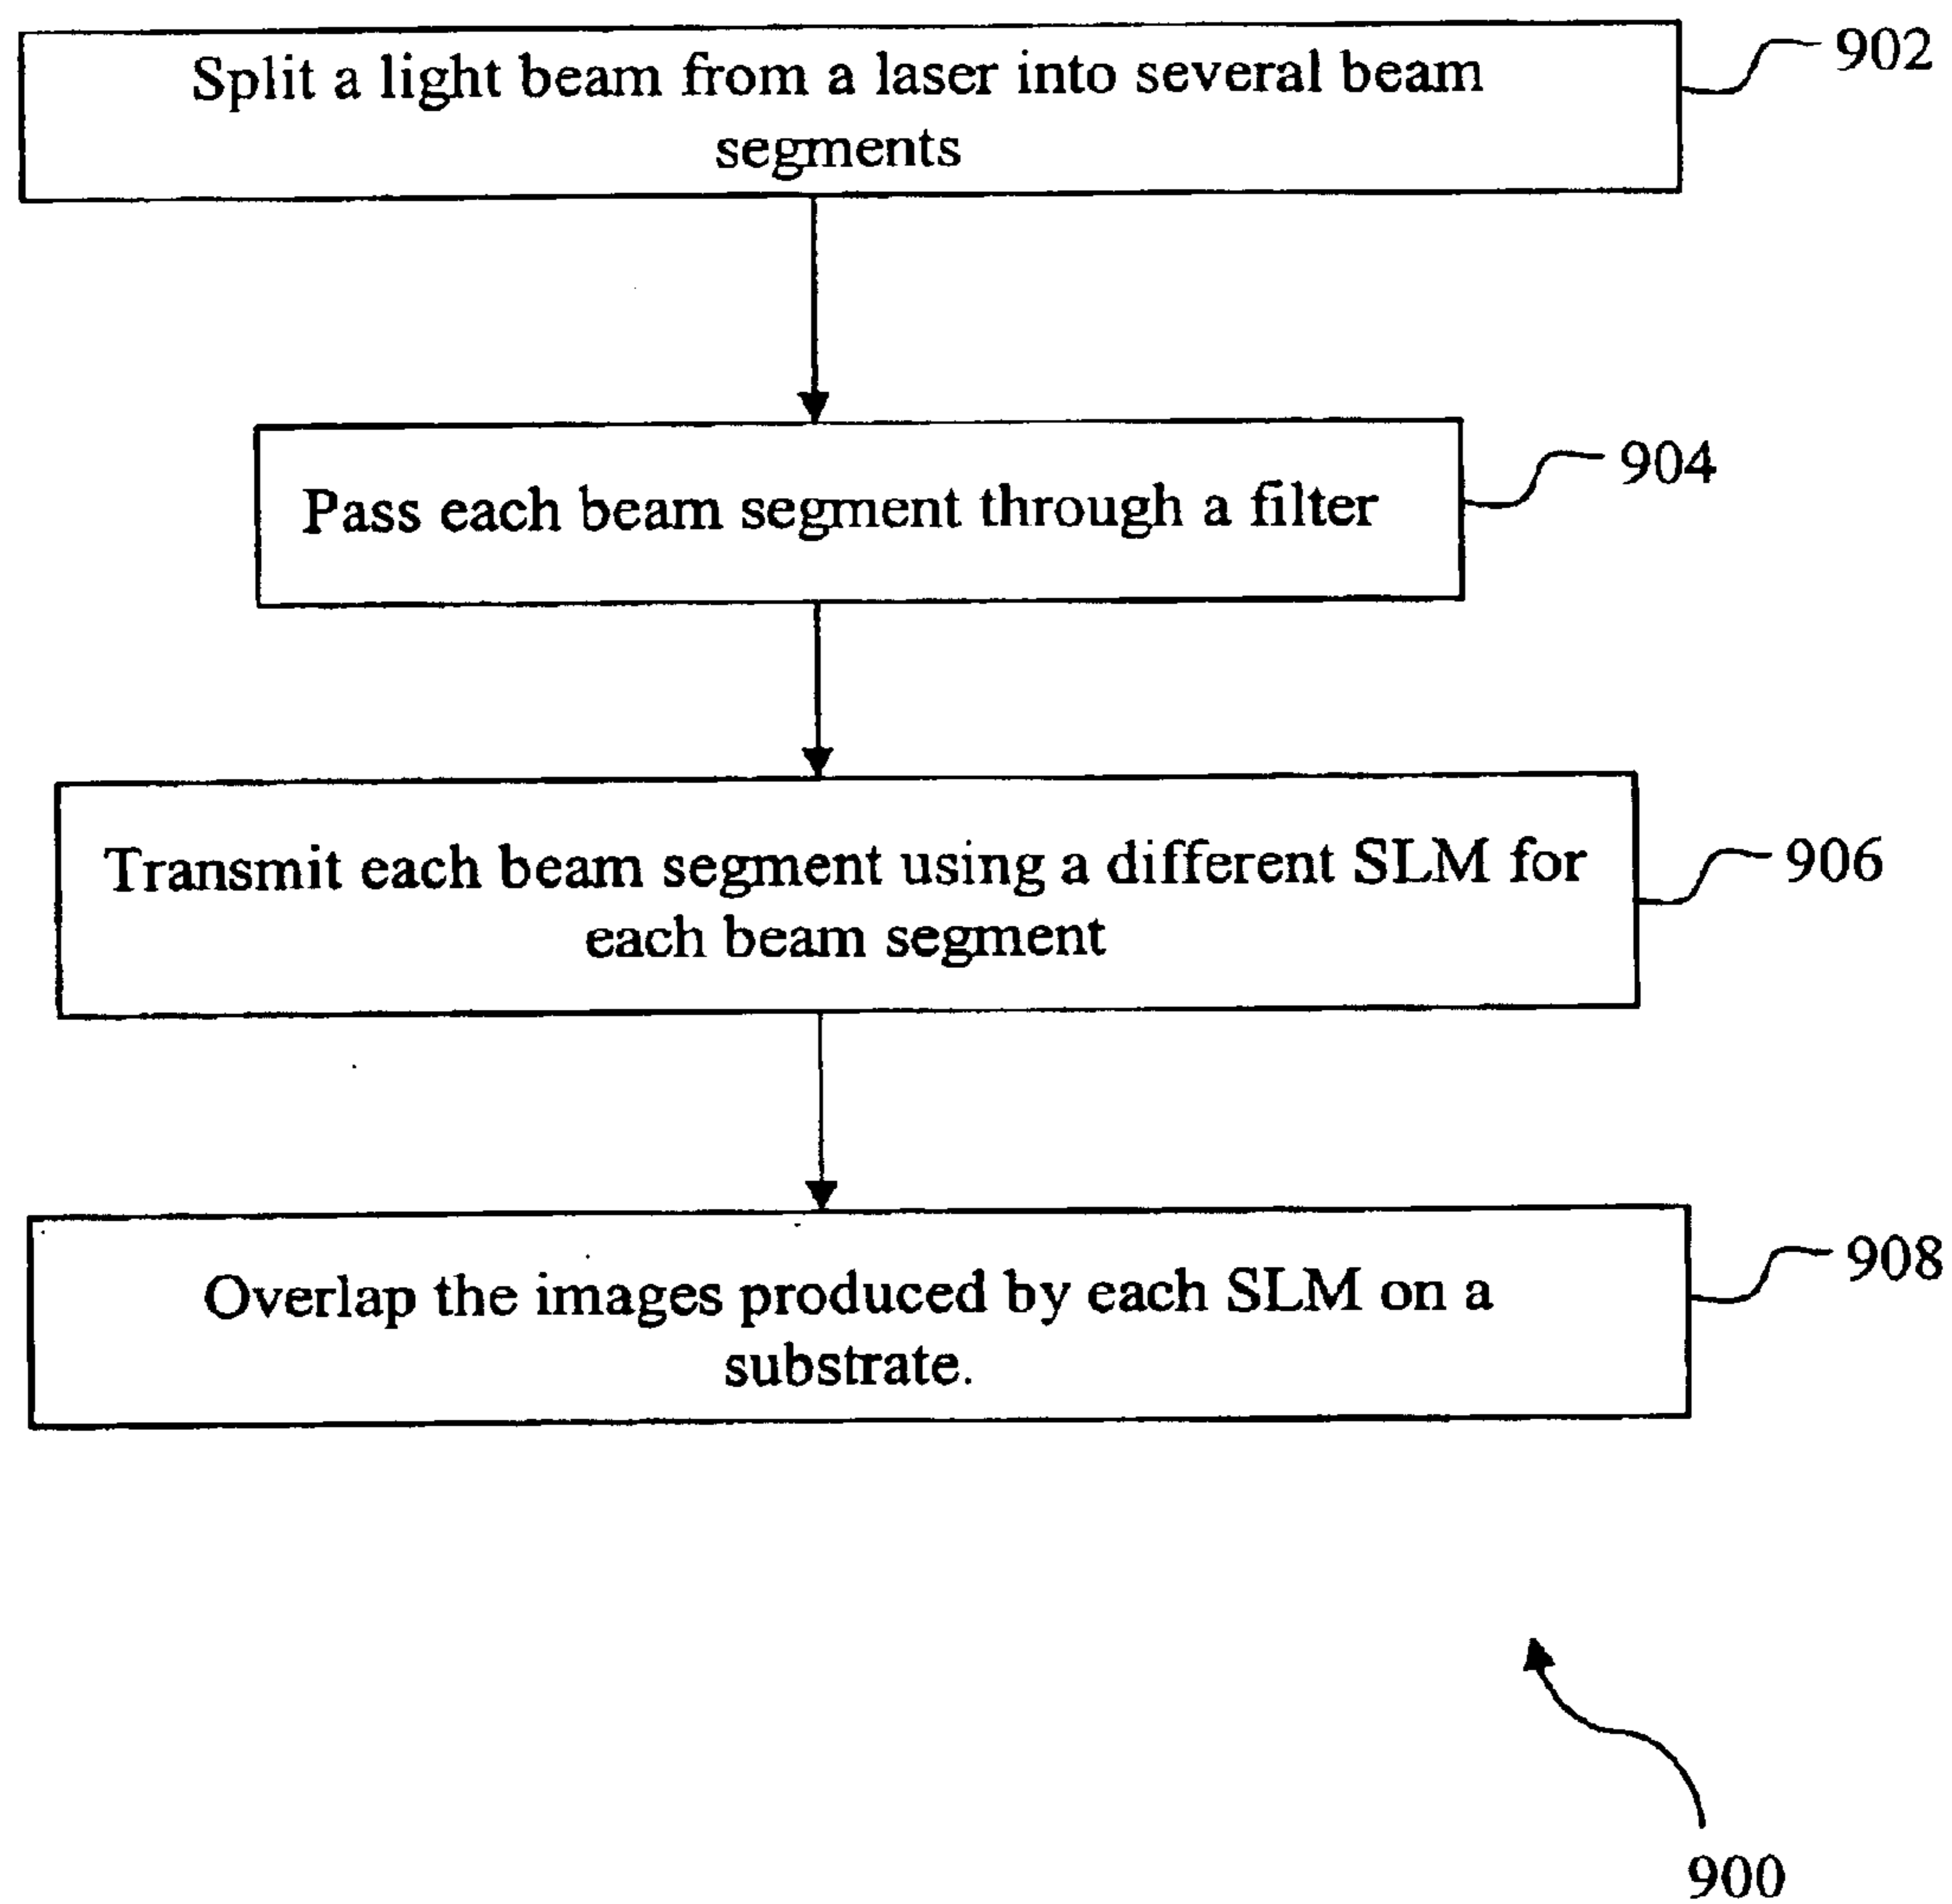 Split a light beam from a laser into several beam
segments
902
Pass each beam segment through a filter
904
Transmit each beam segment using a different SLM for
each beam segment
906
Overlap the images produced by each SLM on a
substrate.
908
900